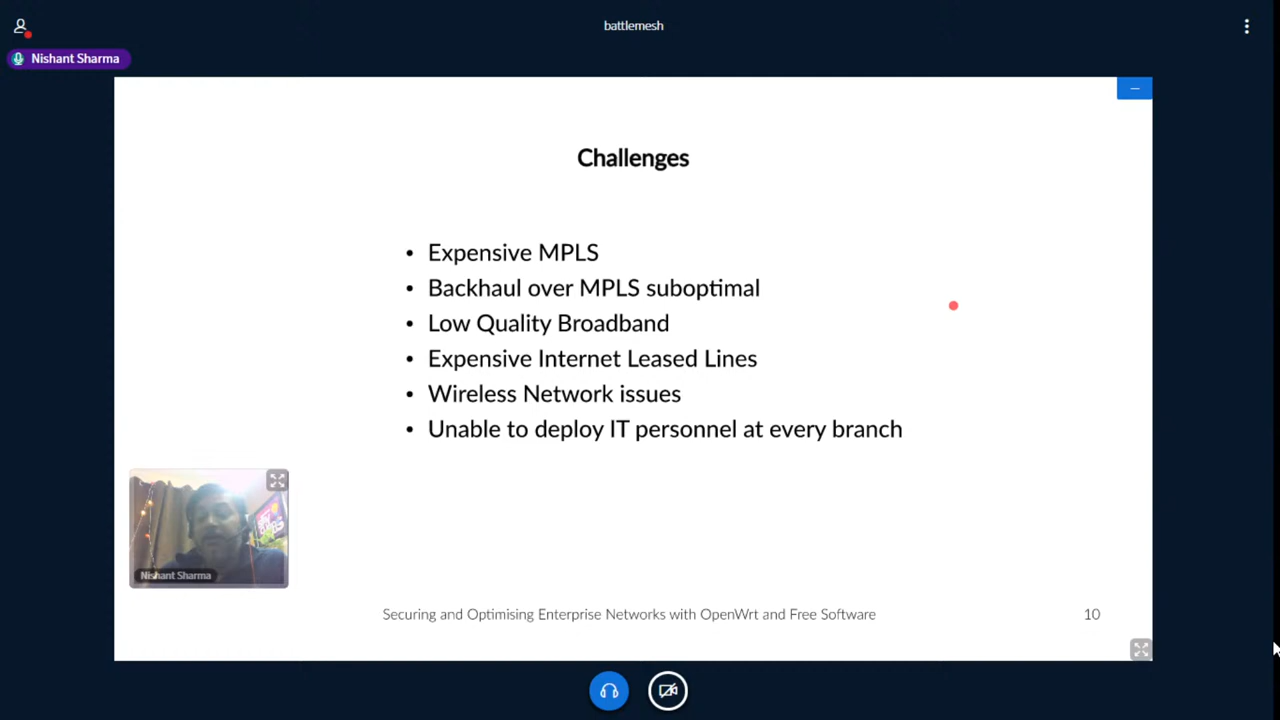 battlemesh
Nishant Sharma
Challenges
• Expensive MPLS
• Backhaul over MPLS suboptimal
• Low Quality Broadband
• Expensive Internet Leased Lines
• Wireless Network issues
• Unable to deploy IT personnel at every branch
Nishant Sharma
Securing and Optimising Enterprise Networks with OpenWrt and Free Software
10